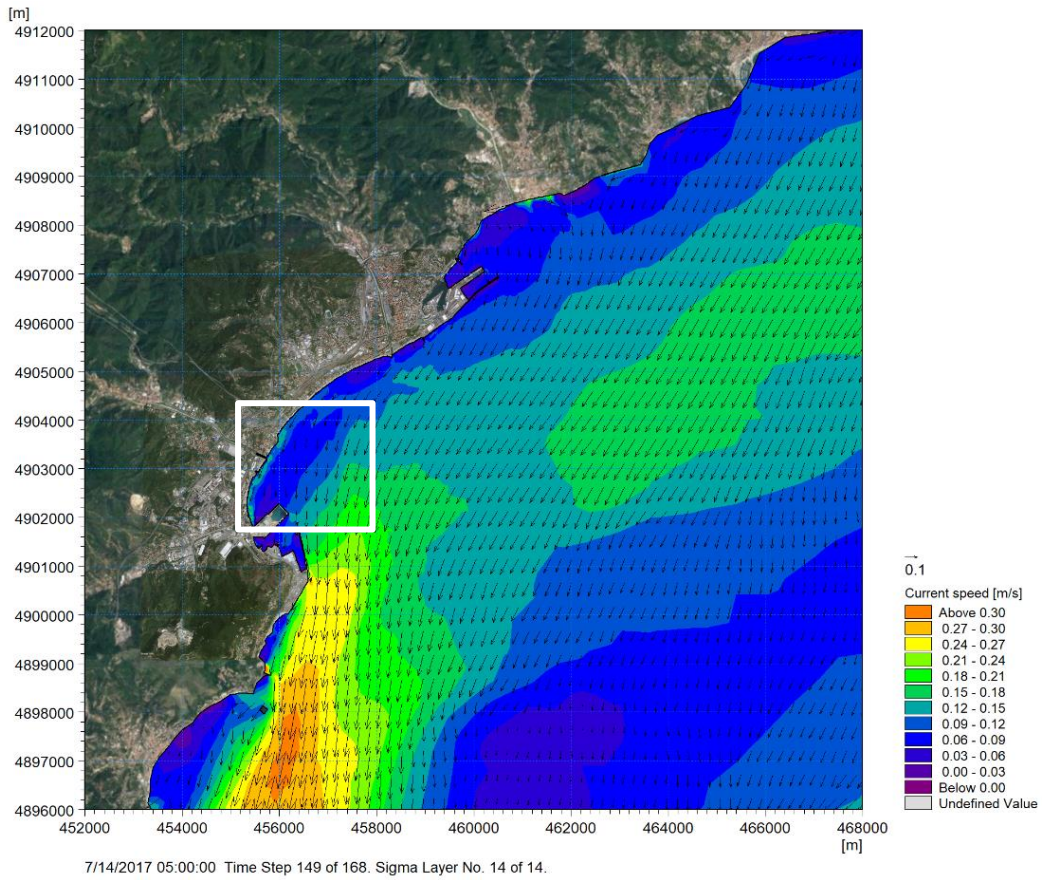 [m]
4912000
4911000
4910000
4909000
4908000
4907000
4906000
4905000
4904000
4903000
4902000
4901000
4900000
4899000
4898000
4897000
4896000
452000 454000 456000 458000 460000 462000 464000 466000 468000
[m]
0.1
Current speed [m/s]
Above 0.30
0.27 - 0.30
0.24 - 0.27
0.21 - 0.24
0.18 - 0.21
0.15 - 0.18
0.12 - 0.15
0.09 - 0.12
0.06 - 0.09
0.03 - 0.06
0.00 - 0.03
Below 0.00
Undefined Value
7/14/2017 05:00:00 Time Step 149 of 168. Sigma Layer No. 14 of 14.